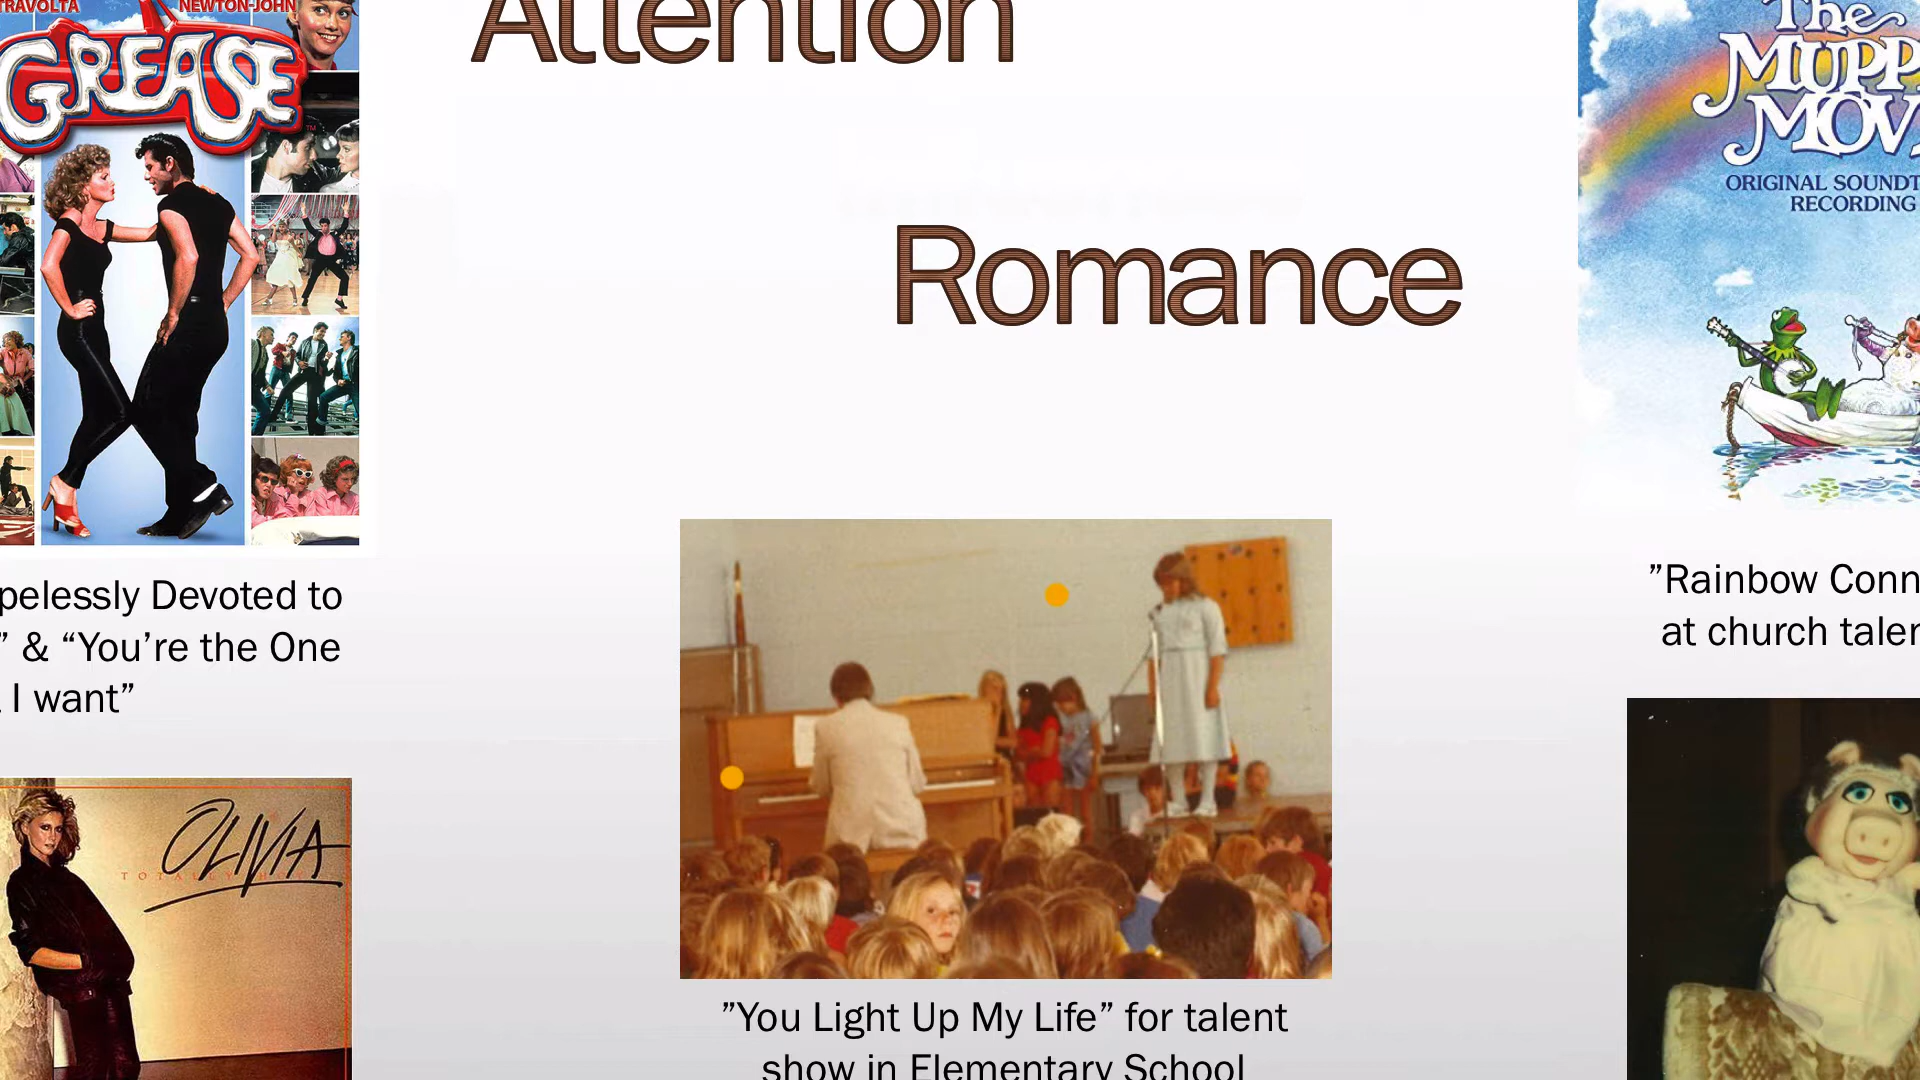 TRAVOLTA NEWTON-JOHN
GREASE
Attention
Romance
The
MUPP
MOV
ORIGINAL SOUNDT
RECORDING
pelessly Devoted to
” & “You’re the One
I want”
”Rainbow Conn
at church talen
OLIVIA
”You Light Up My Life” for talent
show in Elementary School